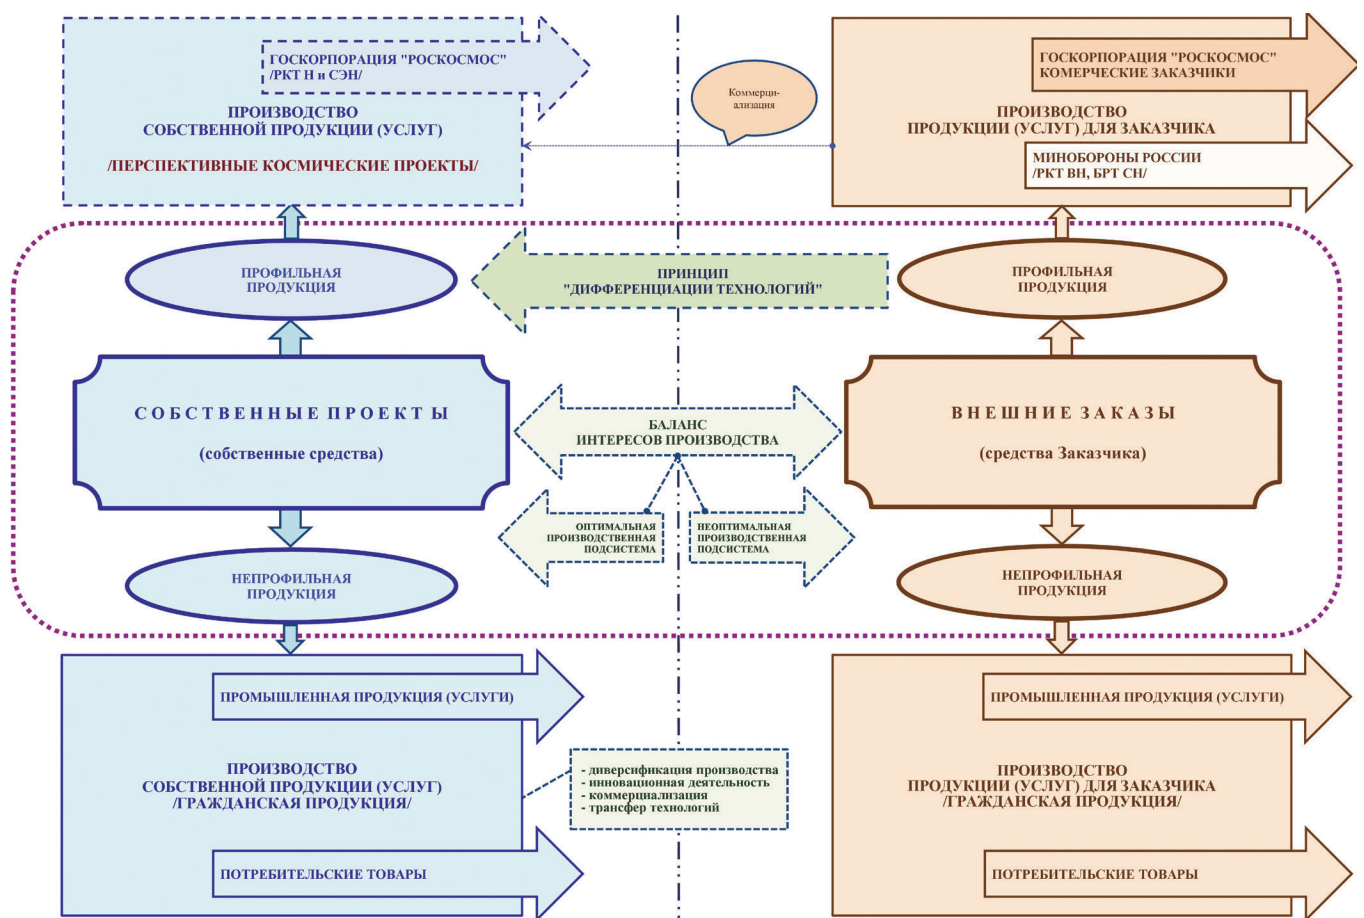 ГОСКОРПОРАЦИЯ "РОСКОСМОС"
/РКТ Н и СЭН/
ПРОИЗВОДСТВО
СОБСТВЕННОЙ ПРОДУКЦИИ (УСЛУГ)
/ПЕРСПЕКТИВНЫЕ КОСМИЧЕСКИЕ ПРОЕКТЫ/
Коммерци-
ализация
ГОСКОРПОРАЦИЯ "РОСКОСМОС"
КОМЕРЧЕСКИЕ ЗАКАЗЧИКИ
ПРОИЗВОДСТВО
ПРОДУКЦИИ (УСЛУГ) ДЛЯ ЗАКАЗЧИКА
МИНОБОРОНЫ РОССИИ
/РКТ ВН, БРТ СН/
ПРОФИЛЬНАЯ
ПРОДУКЦИЯ
ПРИНЦИП
"ДИФФЕРЕНЦИАЦИИ ТЕХНОЛОГИЙ"
ПРОФИЛЬНАЯ
ПРОДУКЦИЯ
СОБСТВЕННЫЕ ПРОЕКТЫ
(собственные средства)
БАЛАНС
ИНТЕРЕСОВ ПРОИЗВОДСТВА
ВНЕШНИЕ ЗАКАЗЫ
(средства Заказчика)
ОПТИМАЛЬНАЯ
ПРОИЗВОДСТВЕННАЯ
ПОДСИСТЕМА
НЕОПТИМАЛЬНАЯ
ПРОИЗВОДСТВЕННАЯ
ПОДСИСТЕМА
НЕПРОФИЛЬНАЯ
ПРОДУКЦИЯ
НЕПРОФИЛЬНАЯ
ПРОДУКЦИЯ
ПРОМЫШЛЕННАЯ ПРОДУКЦИЯ (УСЛУГИ)
ПРОИЗВОДСТВО
СОБСТВЕННОЙ ПРОДУКЦИИ (УСЛУГ)
/ГРАЖДАНСКАЯ ПРОДУКЦИЯ/
ПОТРЕБИТЕЛЬСКИЕ ТОВАРЫ
- диверсификация производства
- инновационная деятельность
- коммерциализация
- трансфер технологий
ПРОМЫШЛЕННАЯ ПРОДУКЦИЯ (УСЛУГИ)
ПРОИЗВОДСТВО
ПРОДУКЦИИ (УСЛУГ) ДЛЯ ЗАКАЗЧИКА
/ГРАЖДАНСКАЯ ПРОДУКЦИЯ/
ПОТРЕБИТЕЛЬСКИЕ ТОВАРЫ